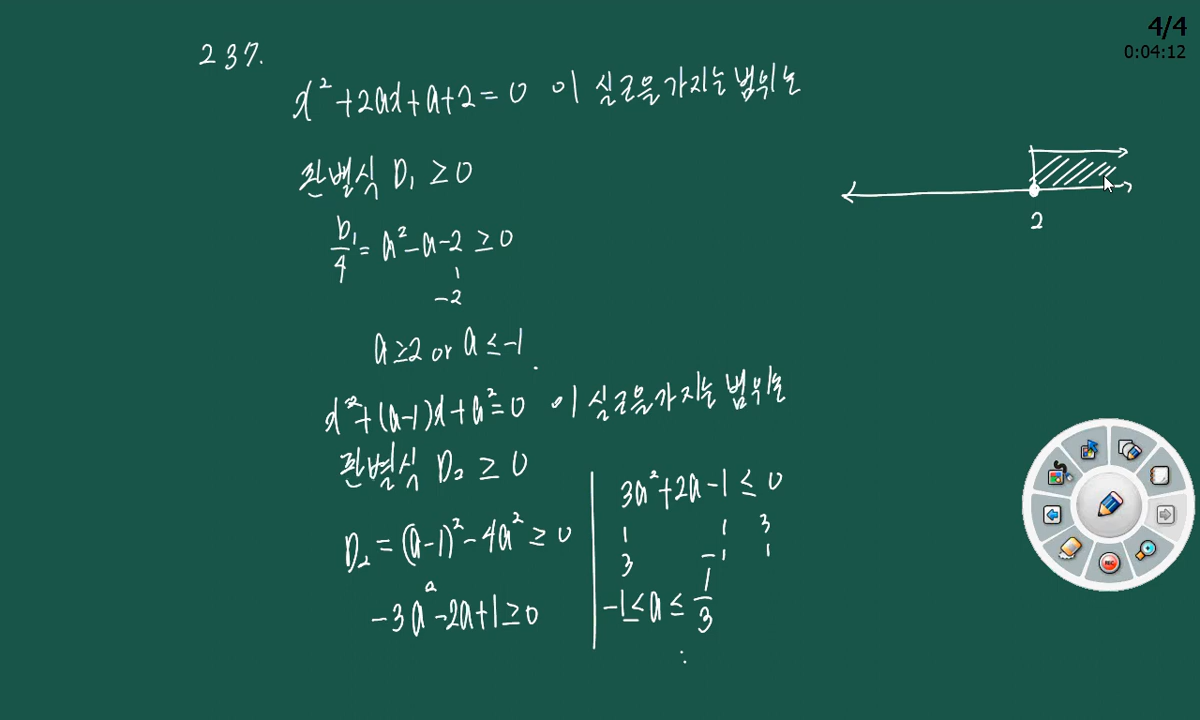 4/4
0:04:12
237.
x²+2ax+a+2=0 이 실근을 가지는 범위는
판별식 D₁ ≥0
D₁/4 = a²-a-2 ≥0
1
-2
2
a≥2 or a≤-1.
x²+(a-1)x+a²=0 이 실근을 가지는 범위는
판별식 D₂ ≥ 0
D₂ =(a-1)²-4a² ≥ 0
-3a²-2a+1≥0
3a²+2a-1 ≤ 0
1 1 3
3 -1 1
-1≤a≤1/3
REC